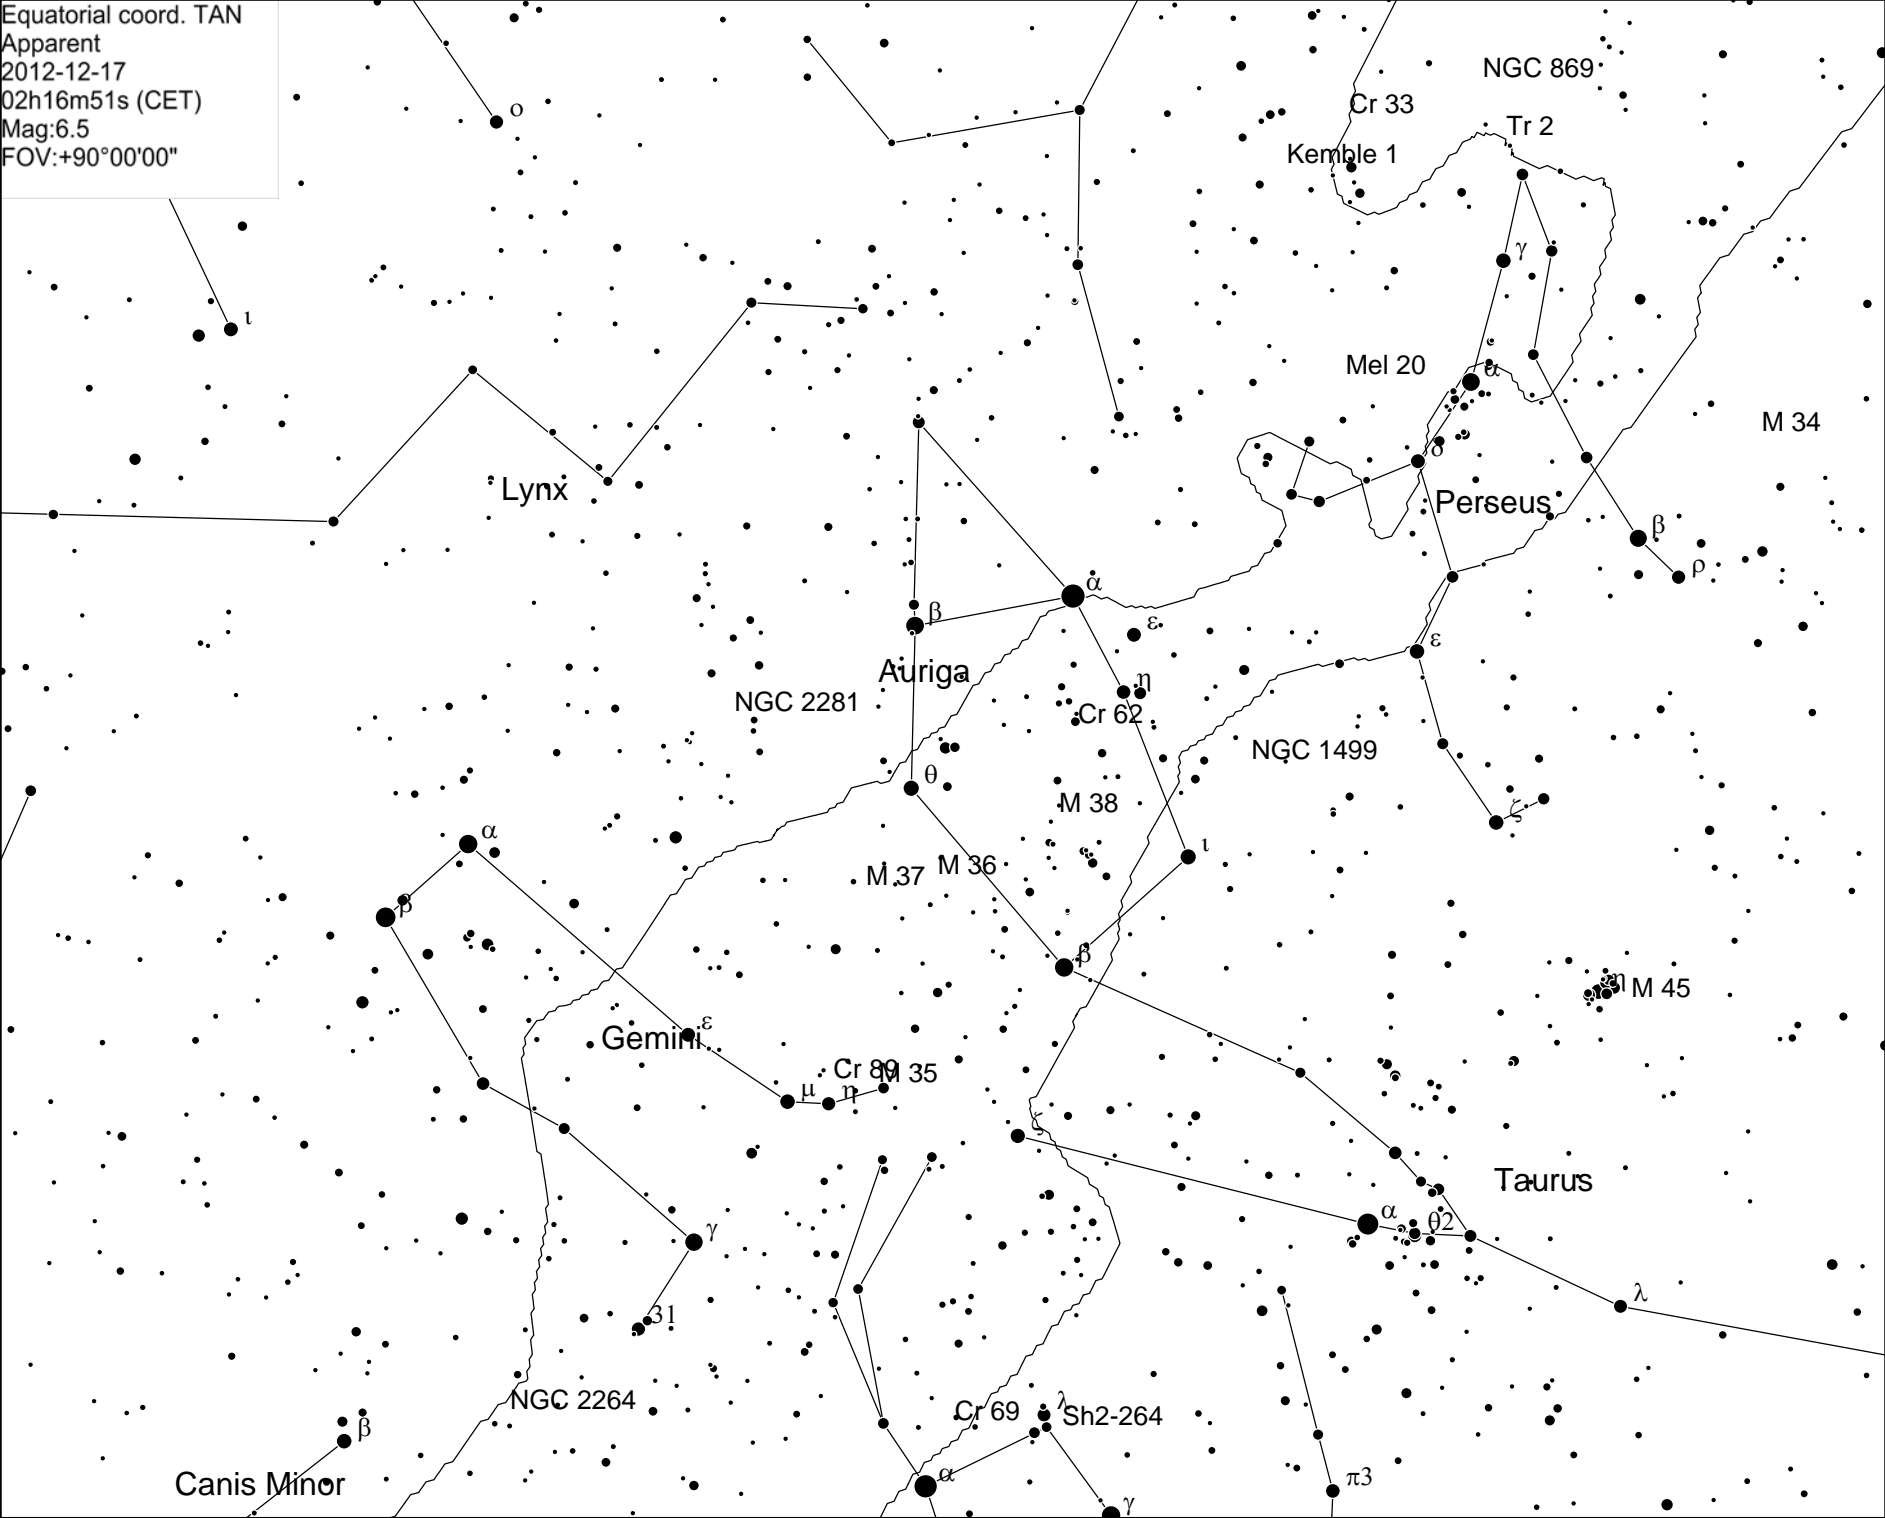 Equatorial coord. TAN
Apparent
2012-12-17
02h16m51s (CET)
Mag:6.5
FOV:+90°00'00"
ο
NGC 869
Cr 33
Tr 2
Kemble 1
γ
ι
Mel 20
α
M 34
δ
Lynx
Perseus
β
ρ
α
β
ε
ε
Auriga
η
NGC 2281
Cr 62
NGC 1499
θ
M 38
ζ
α
ι
M 37
M 36
β
β
η
M 45
ε
Gemini
Cr 89
M 35
μ
η
ζ
Taurus
α
θ2
γ
λ
31
NGC 2264
Cr 69
λ
Sh2-264
β
Canis Minor
α
π3
γ